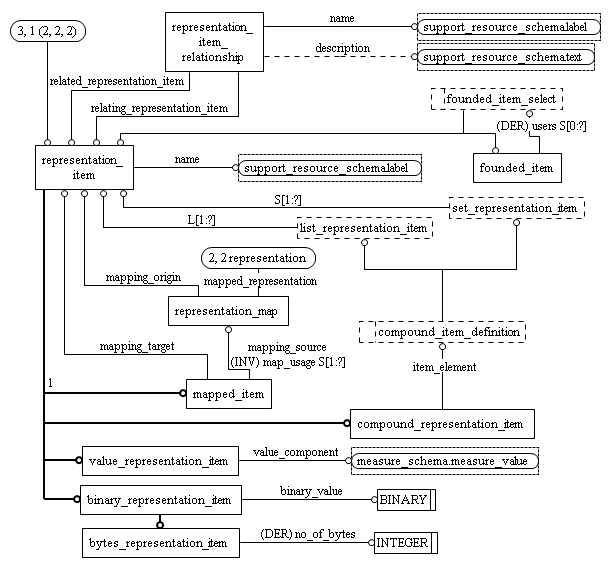 3, 1 (2, 2, 2)
representation_
item_
relationship
name
support_resource_schemalabel
description
support_resource_schematext
related_representation_item
relating_representation_item
founded_item_select
(DER) users S[0:?]
founded_item
representation_
item
name
support_resource_schemalabel
S[1:?]
set_representation_item
L[1:?]
list_representation_item
2, 2 representation
mapping_origin
mapped_representation
representation_map
compound_item_definition
mapping_target
mapping_source
(INV) map_usage S[1:?]
item_element
1
mapped_item
compound_representation_item
value_representation_item
value_component
measure_schema.measure_value
binary_representation_item
binary_value
BINARY
bytes_representation_item
(DER) no_of_bytes
INTEGER